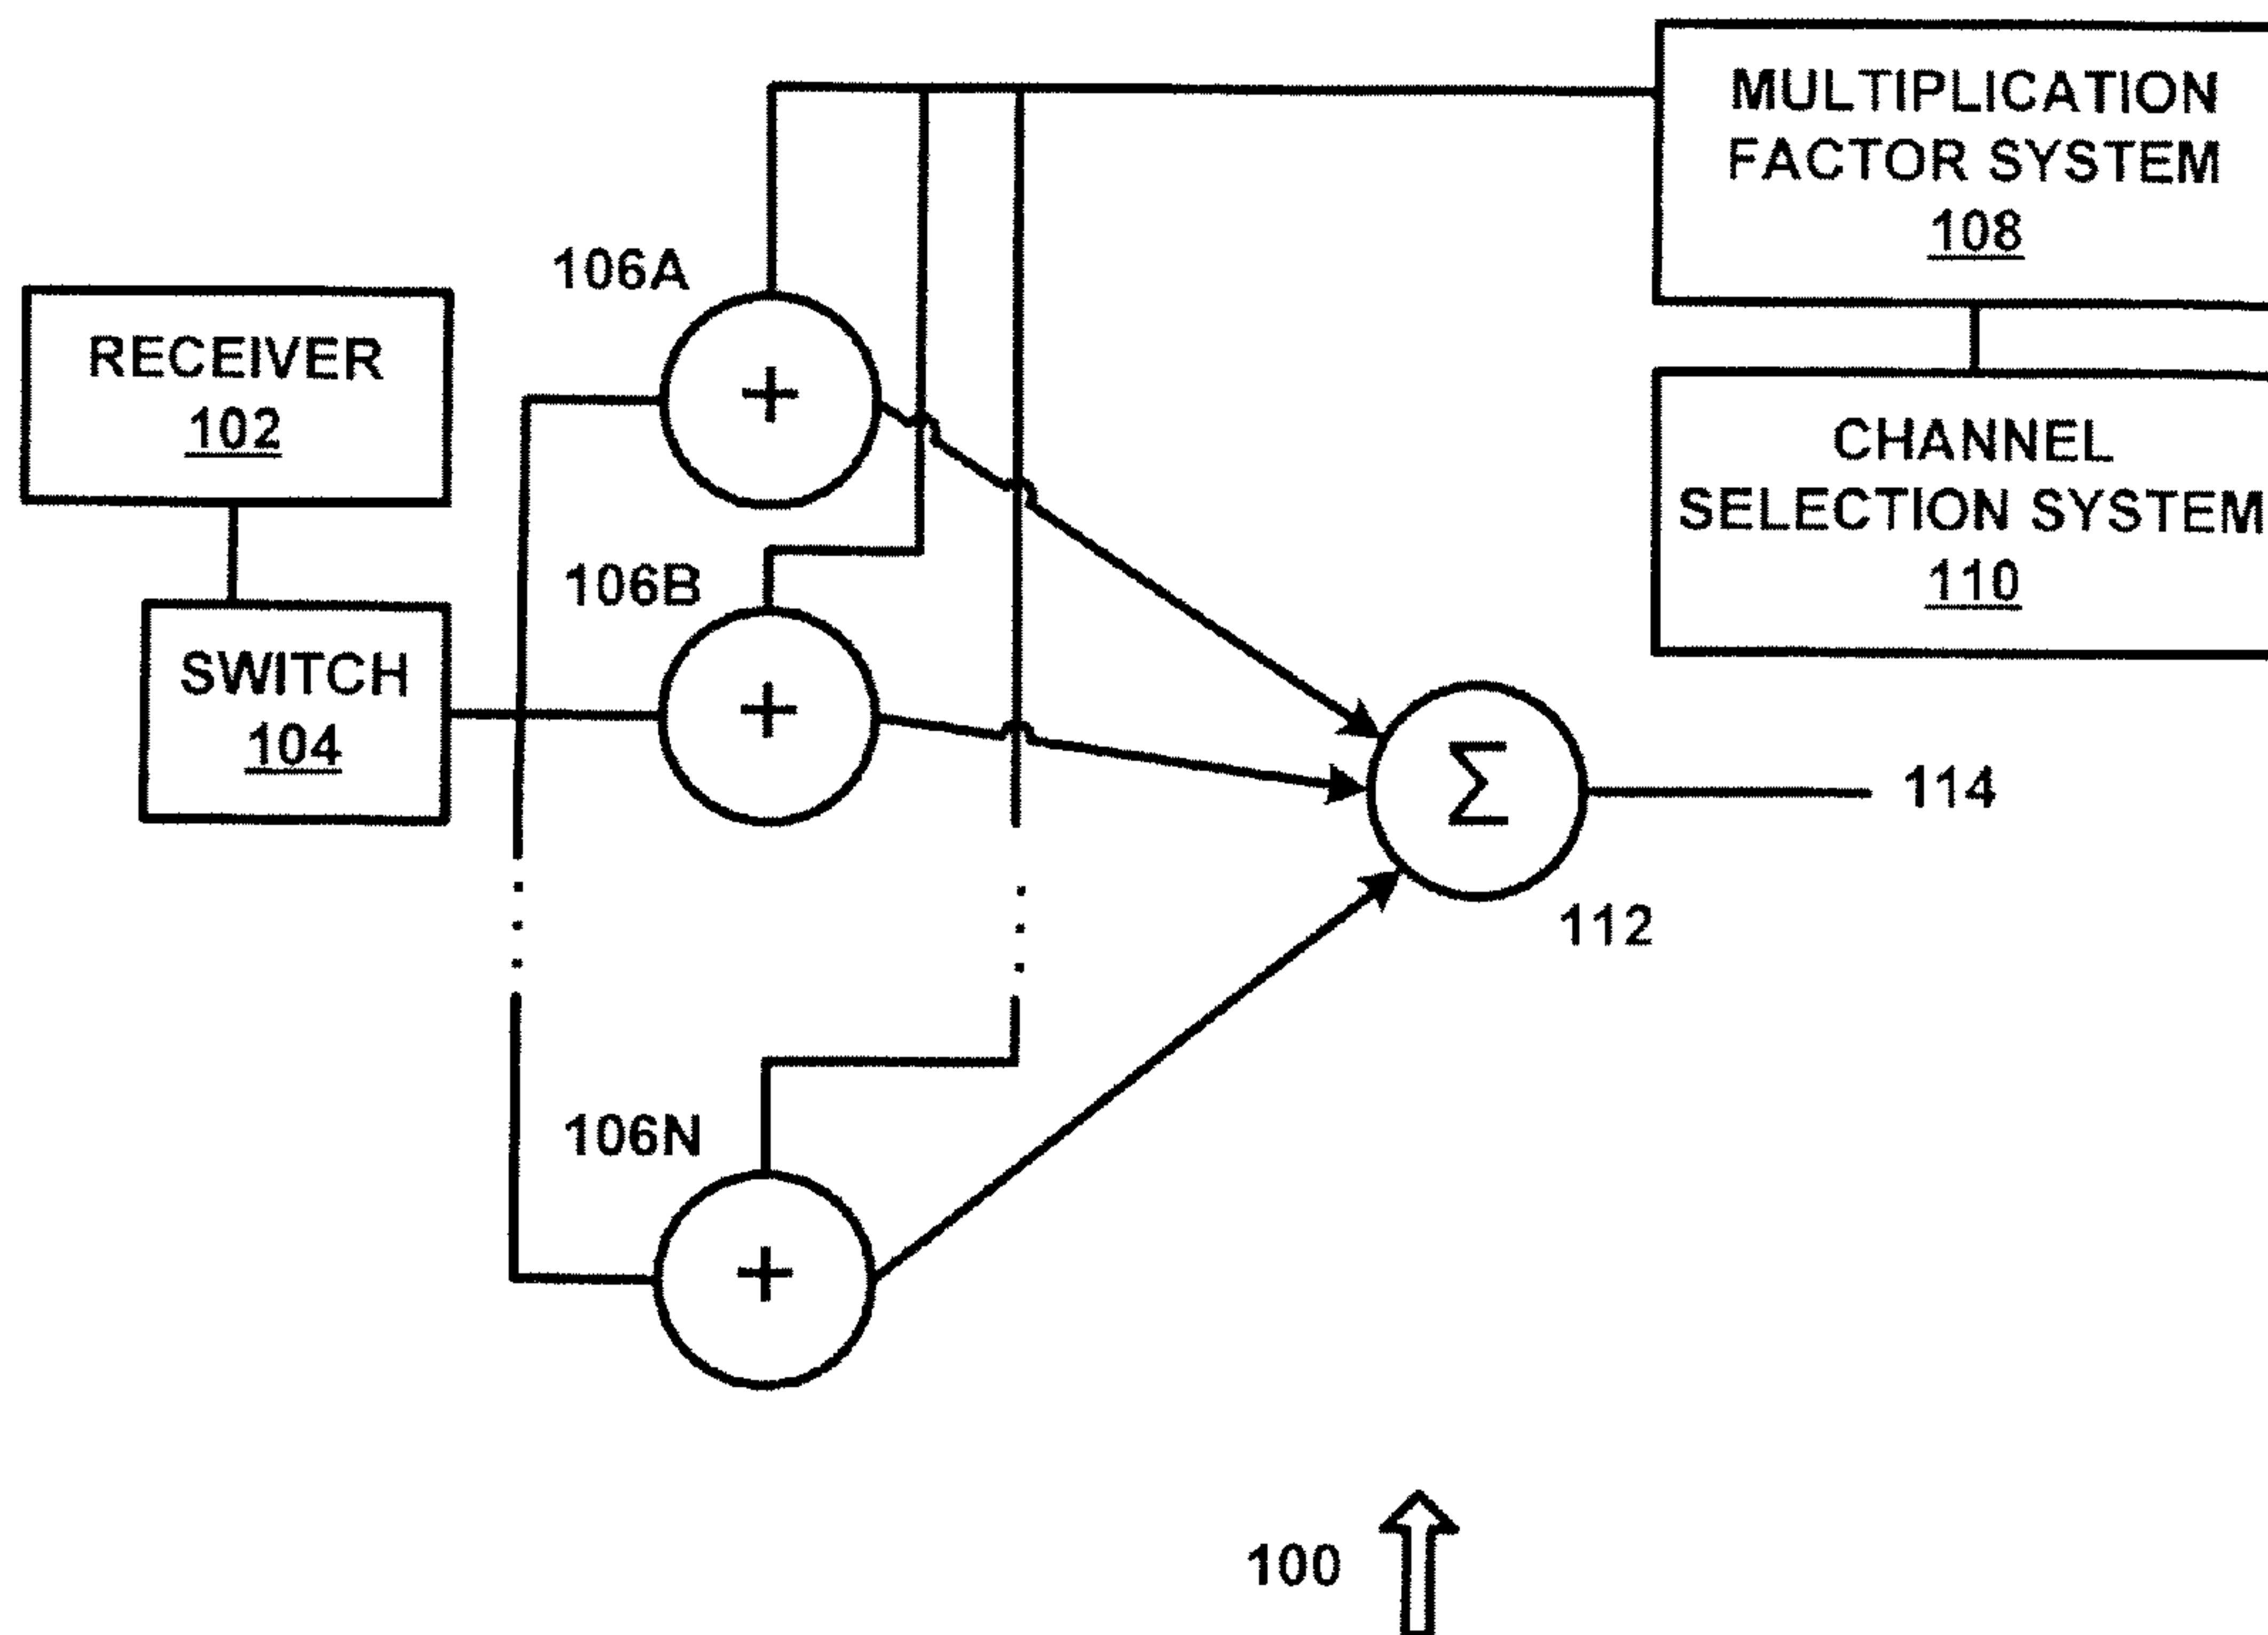 MULTIPLICATION
FACTOR SYSTEM
108
106A
RECEIVER
102
CHANNEL
SELECTION SYSTEM
110
106B
SWITCH
104
+
+
Σ
114
112
106N
+
100